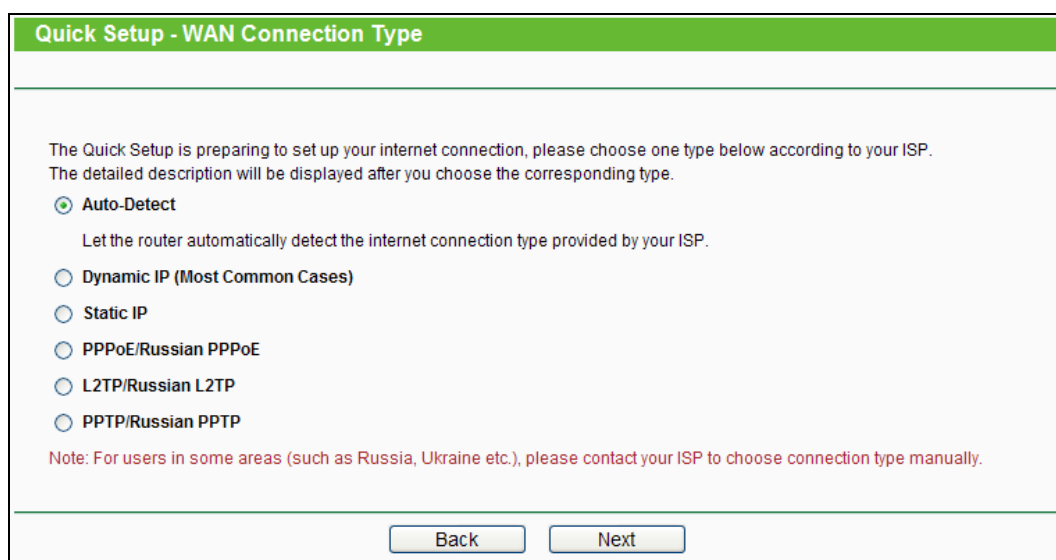 Quick Setup - WAN Connection Type
The Quick Setup is preparing to set up your internet connection, please choose one type below according to your ISP.
The detailed description will be displayed after you choose the corresponding type.
Auto-Detect
Let the router automatically detect the internet connection type provided by your ISP.
Dynamic IP (Most Common Cases)
Static IP
PPPoE/Russian PPPoE
L2TP/Russian L2TP
PPTP/Russian PPTP
Note: For users in some areas (such as Russia, Ukraine etc.), please contact your ISP to choose connection type manually.
Back Next